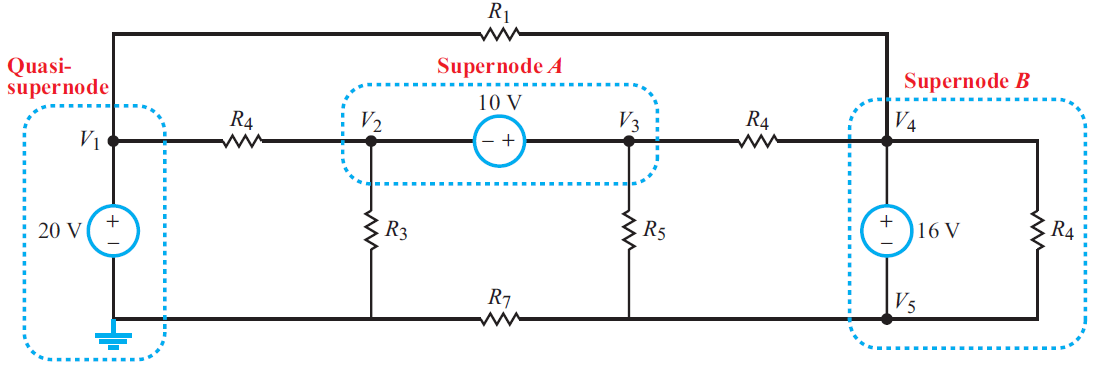 R1
Quasi-
supernode
Supernode A
Supernode B
10 V
V1
R4
V2
– +
V3
R4
V4
20 V
+
–
R3
R5
+
–
16 V
R4
R7
V5